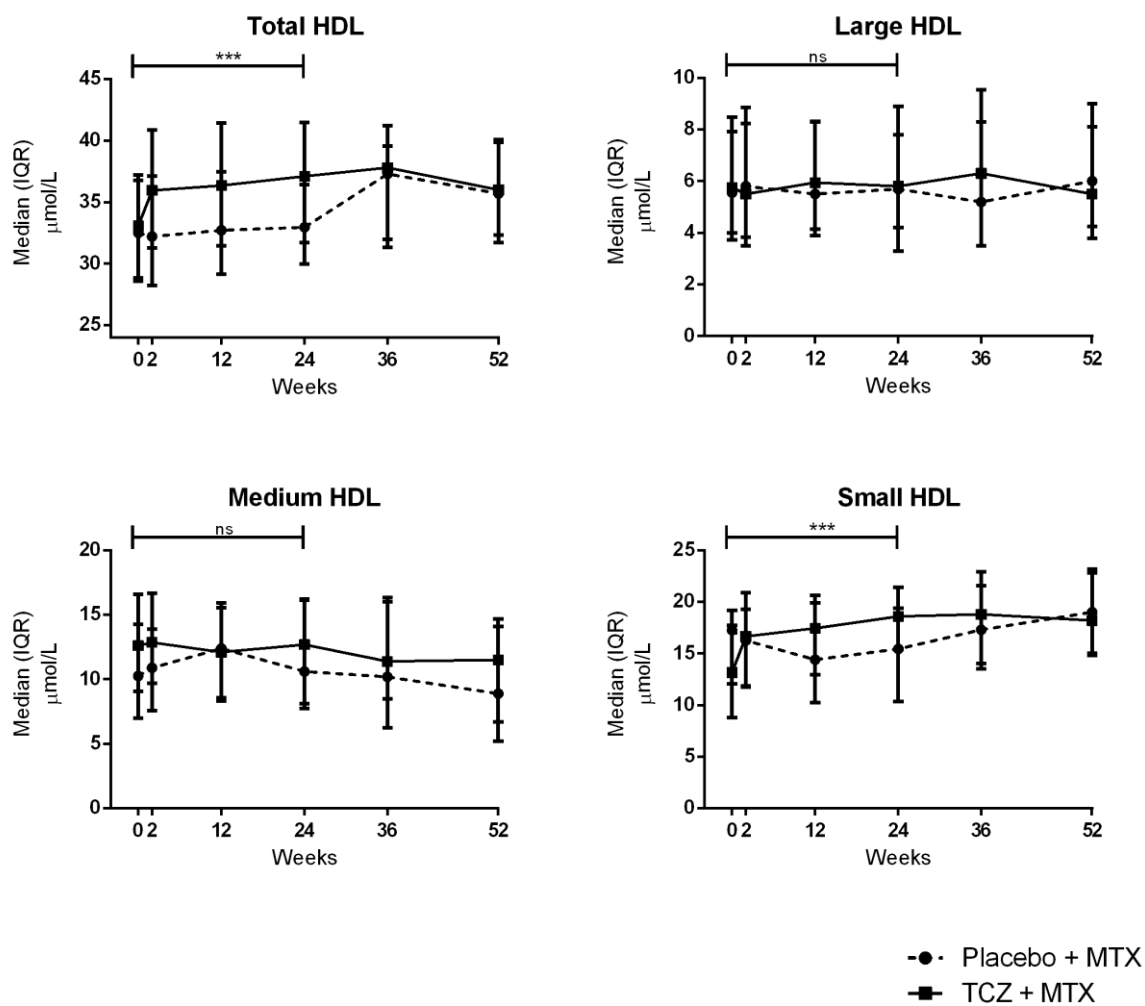 Total HDL
***
Median (IQR)
μmol/L
45
40
35
30
25
0 2 12 24 36 52
Weeks
Large HDL
ns
Median (IQR)
μmol/L
10
8
6
4
2
0
0 2 12 24 36 52
Weeks
Medium HDL
ns
Median (IQR)
μmol/L
20
15
10
5
0
0 2 12 24 36 52
Weeks
Small HDL
***
Median (IQR)
μmol/L
25
20
15
10
5
0
0 2 12 24 36 52
Weeks
Placebo + MTX
TCZ + MTX